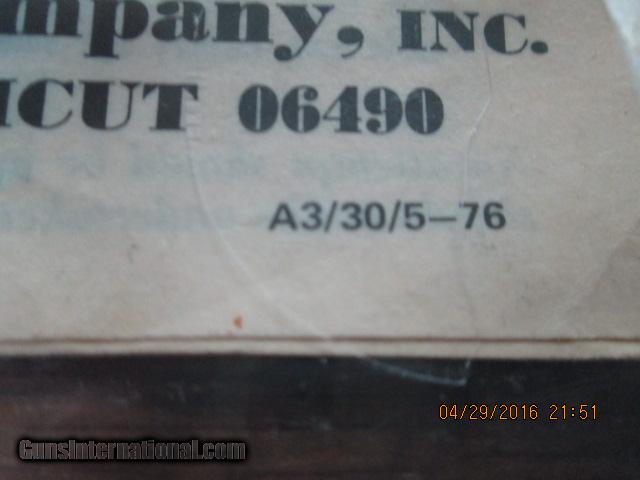 mpany, INC.
ICUT 06490
A3/30/5—76
04/29/2016 21:51
GunsInternational.com